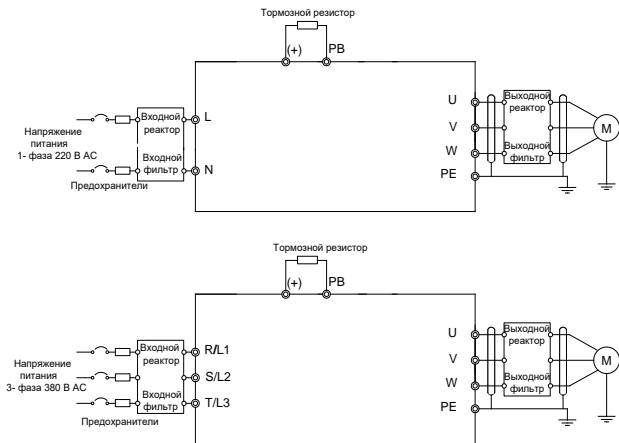 Тормозной резистор
(+) PB
Входной
реактор
L
U
Выходной
реактор
Напряжение
питания
1- фаза 220 В AC
V
M
Входной
фильтр
N
W
Выходной
фильтр
Предохранители
PE
Тормозной резистор
(+) PB
Входной
реактор
R/L1
U
Выходной
реактор
Напряжение
питания
3- фаза 380 В AC
S/L2
V
M
Входной
фильтр
T/L3
W
Выходной
фильтр
Предохранители
PE